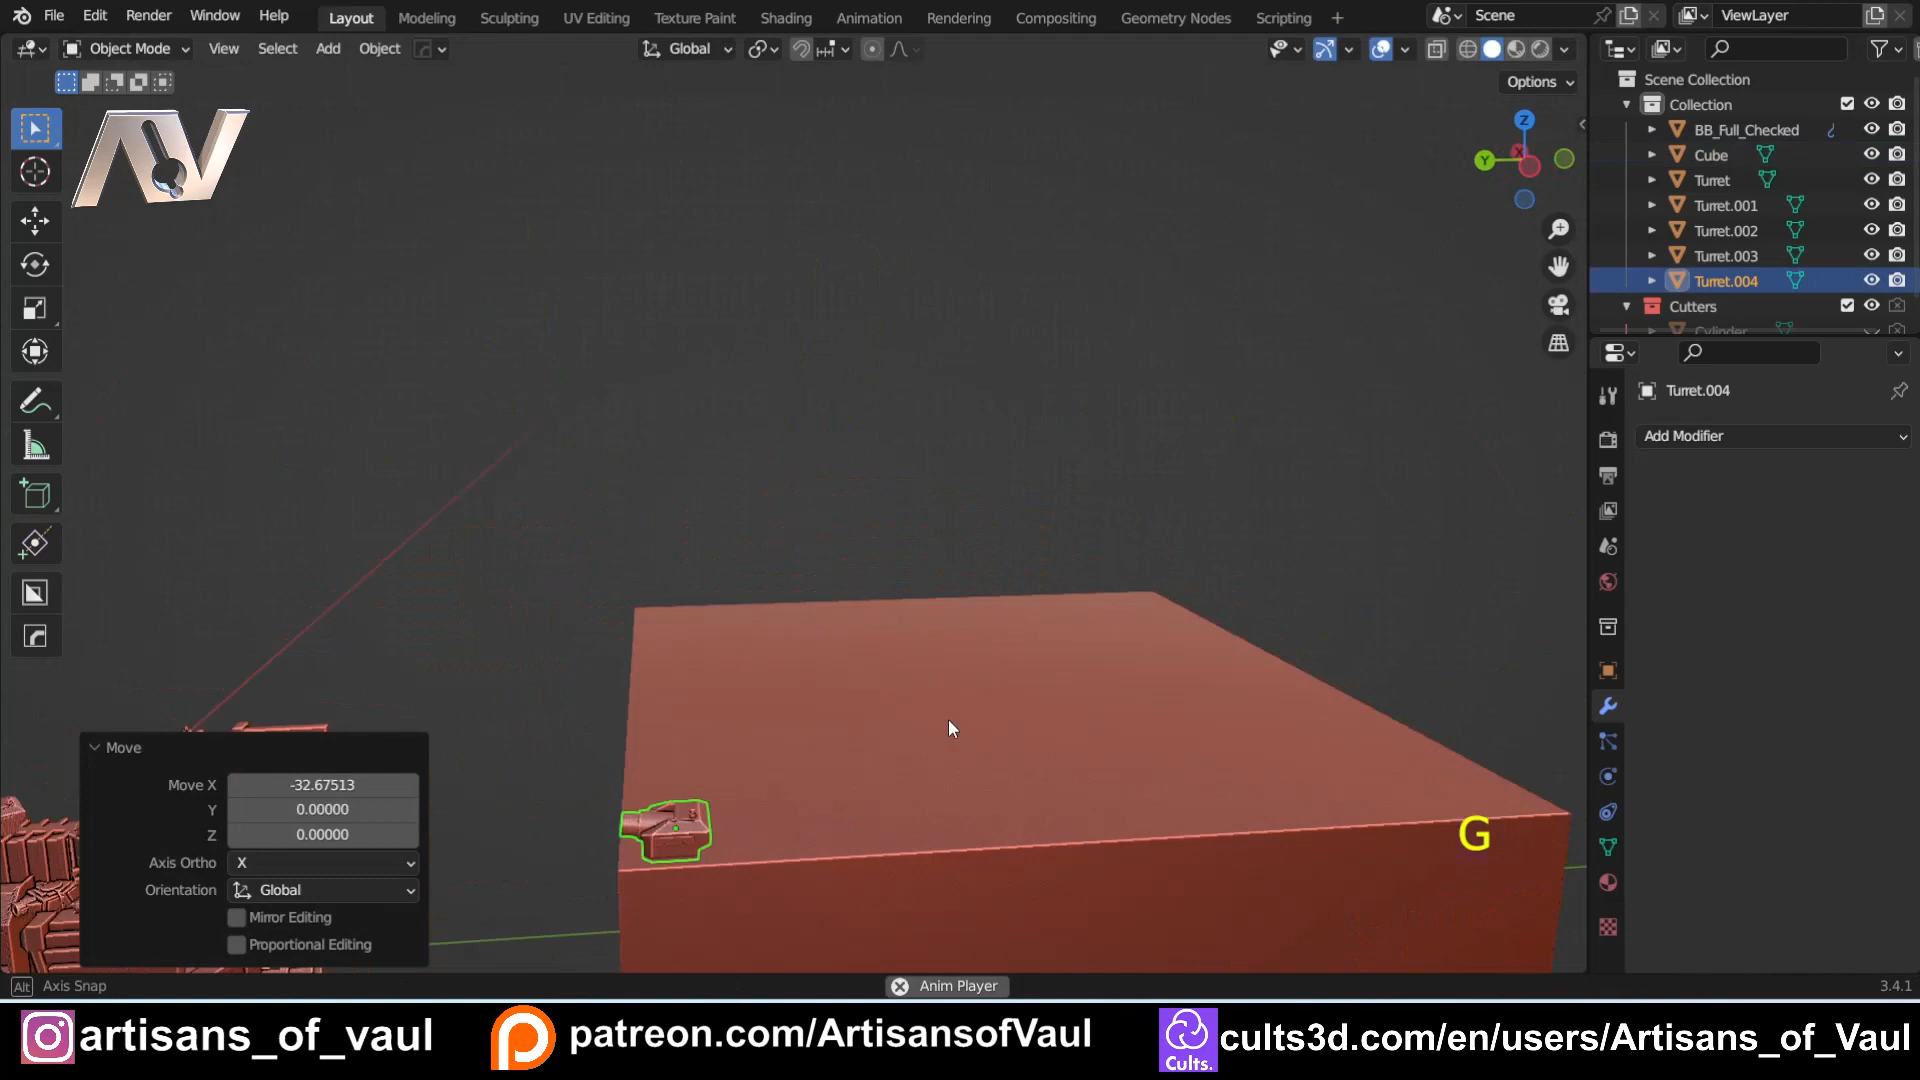 File Edit Render Window Help Layout Modeling Sculpting UV Editing Texture Paint Shading Animation Rendering Compositing Geometry Nodes Scripting + Scene ViewLayer
Object Mode View Select Add Object Global
Options
Scene Collection
Collection
BB_Full_Checked
Cube
Turret
Turret.001
Turret.002
Turret.003
Turret.004
Cutters
Cylinder
Z
Y
X
AV
Turret.004
Add Modifier
Move
Move X -32.67513
Y 0.00000
Z 0.00000
Axis Ortho X
Orientation Global
Mirror Editing
Proportional Editing
G
Alt Axis Snap Anim Player 3.4.1
artisans_of_vaul patreon.com/ArtisansofVaul Cults. cults3d.com/en/users/Artisans_of_Vaul